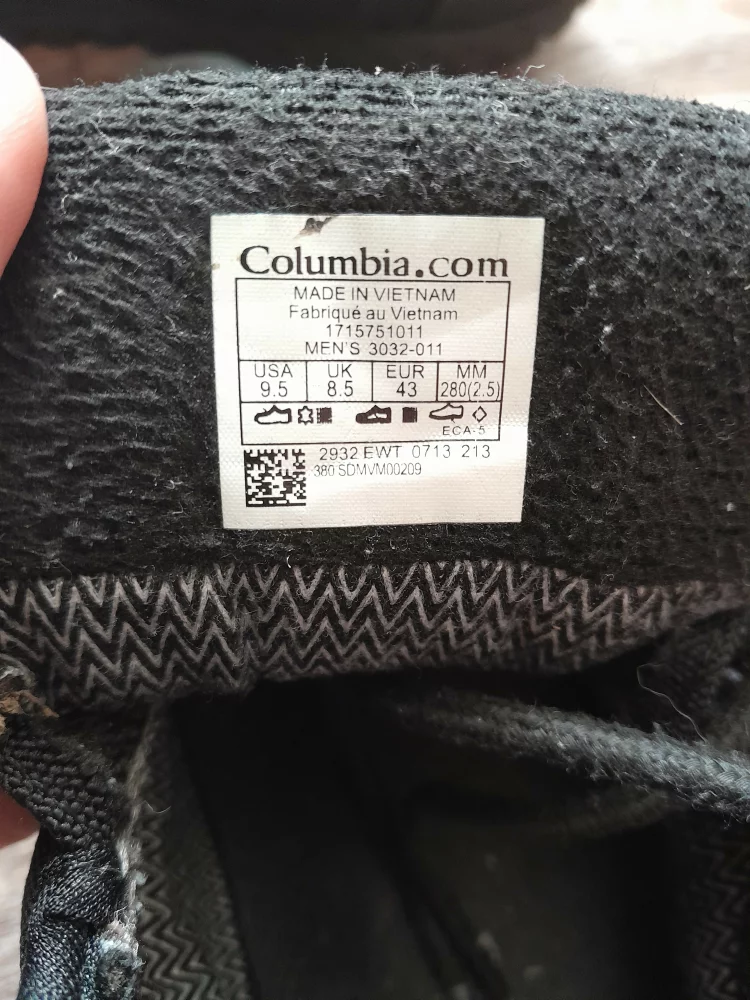 Columbia.com
MADE IN VIETNAM
Fabriqué au Vietnam
1715751011
MEN'S 3032-011
USA UK EUR MM
9.5 8.5 43 280(2.5)
ECA-5
2932 EWT 0713 213
380 SDMVM00209